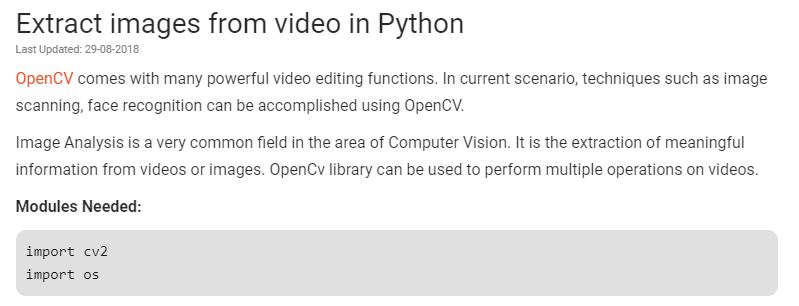 Extract images from video in Python
Last Updated: 29-08-2018
OpenCV comes with many powerful video editing functions. In current scenario, techniques such as image
scanning, face recognition can be accomplished using OpenCV.
Image Analysis is a very common field in the area of Computer Vision. It is the extraction of meaningful
information from videos or images. OpenCv library can be used to perform multiple operations on videos.
Modules Needed:
import cv2
import os